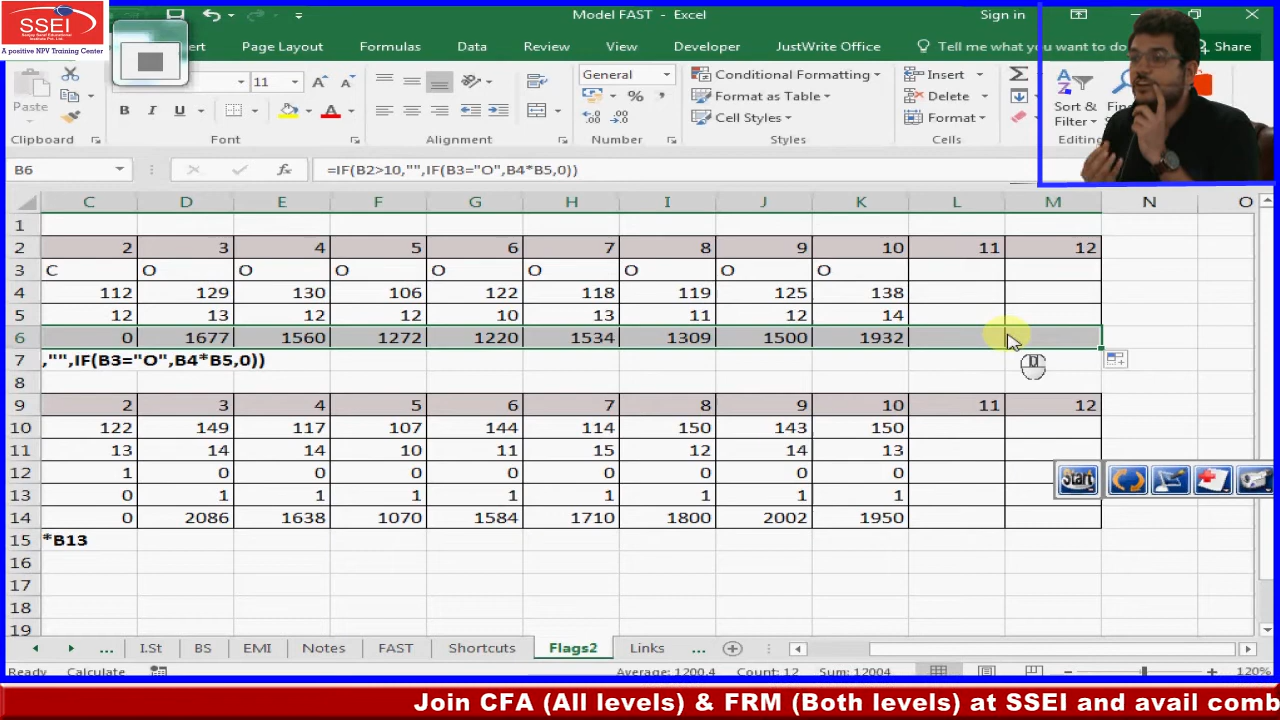 SSEI
Sanjay Saraf Educational
Institute Pvt. Ltd.
A positive NPV Training Center
Model FAST - Excel
Sign in
Page Layout
Formulas
Data
Review
View
Developer
JustWrite Office
Tell me what you want to do
Share
Paste
Clipboard
11
B I U
Font
Alignment
General
%
Number
Conditional Formatting
Format as Table
Cell Styles
Styles
Insert
Delete
Format
Cells
Sort &
Filter
Editing
B6
fx
=IF(B2>10,"",IF(B3="O",B4*B5,0))
C D E F G H I J K L M N O
1
2 2 3 4 5 6 7 8 9 10 11 12
3 C O O O O O O O O
4 112 129 130 106 122 118 119 125 138
5 12 13 12 12 10 13 11 12 14
6 0 1677 1560 1272 1220 1534 1309 1500 1932
7 ,"",IF(B3="O",B4*B5,0))
8
9 2 3 4 5 6 7 8 9 10 11 12
10 122 149 117 107 144 114 150 143 150
11 13 14 14 10 11 15 12 14 13
12 1 0 0 0 0 0 0 0 0
13 0 1 1 1 1 1 1 1 1
14 0 2086 1638 1070 1584 1710 1800 2002 1950
15 *B13
16
17
18
19
Start
... I.St BS EMI Notes FAST Shortcuts Flags2 Links ...
Ready Calculate Average: 1200.4 Count: 12 Sum: 12004 120%
Join CFA (All levels) & FRM (Both levels) at SSEI and avail comb